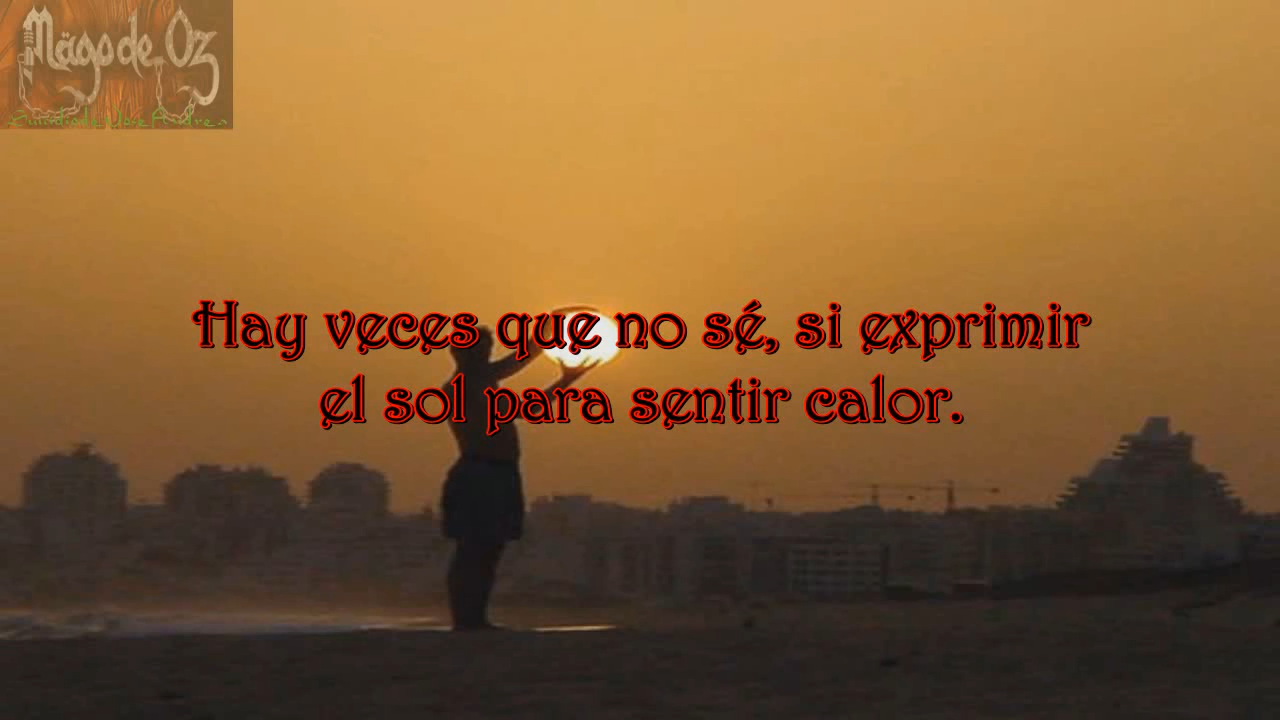 Mägo de Oz
Hay veces que no sé, si exprimir
el sol para sentir calor.